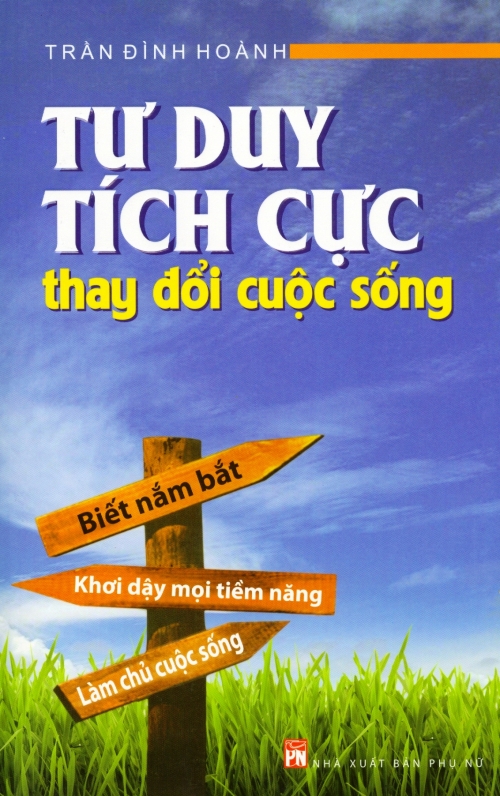 TRẦN ĐÌNH HOÀNH
TƯ DUY
TÍCH CỰC
thay đổi cuộc sống
Biết nắm bắt
Khơi dậy mọi tiềm năng
Làm chủ cuộc sống
PN NHÀ XUẤT BẢN PHỤ NỮ